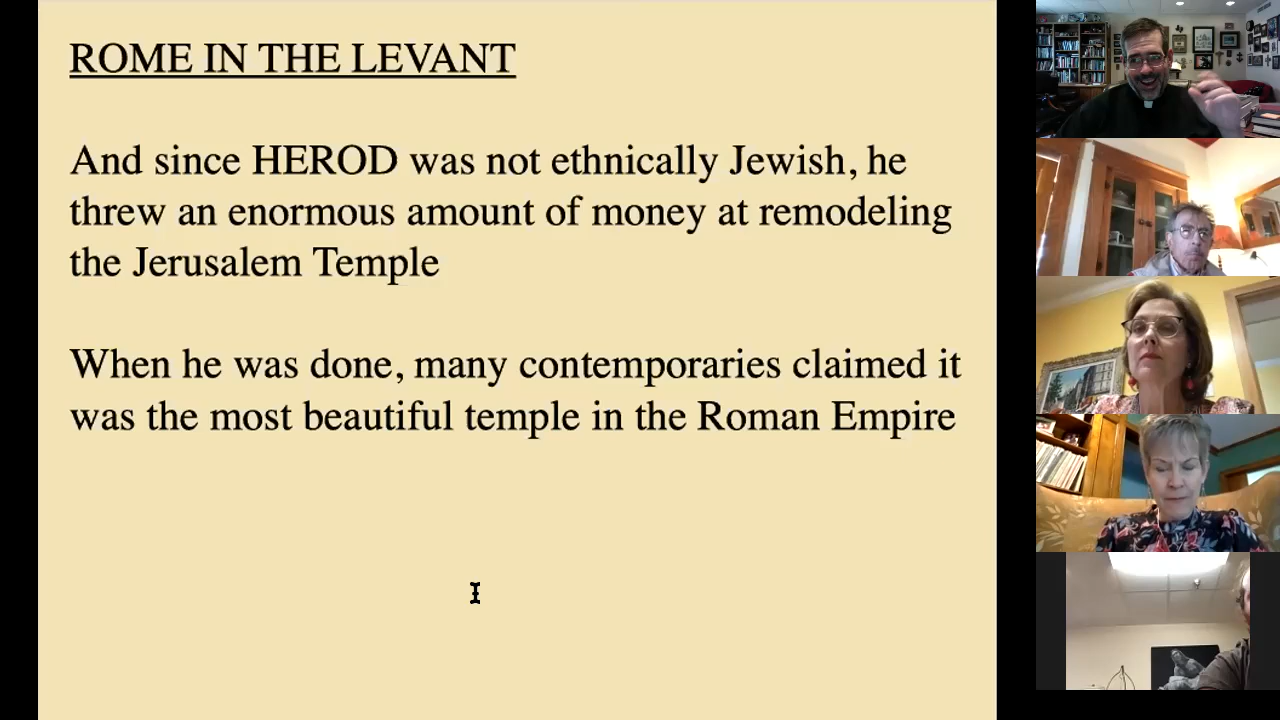 ROME IN THE LEVANT
And since HEROD was not ethnically Jewish, he
threw an enormous amount of money at remodeling
the Jerusalem Temple
When he was done, many contemporaries claimed it
was the most beautiful temple in the Roman Empire